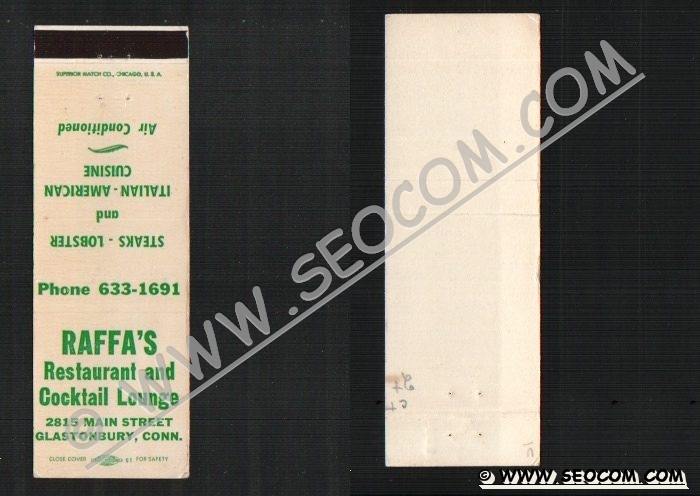 SUPERIOR MATCH CO., CHICAGO, U.S.A.
Air Conditioned
CUISINE
ITALIAN - AMERICAN
and
STEAKS - LOBSTER
Phone 633-1691
RAFFA'S
Restaurant and
Cocktail Lounge
2815 MAIN STREET
GLASTONBURY, CONN.
CLOSE COVER 81 FOR SAFETY
© WWW.SEOCOM.COM
© WWW.SEOCOM.COM